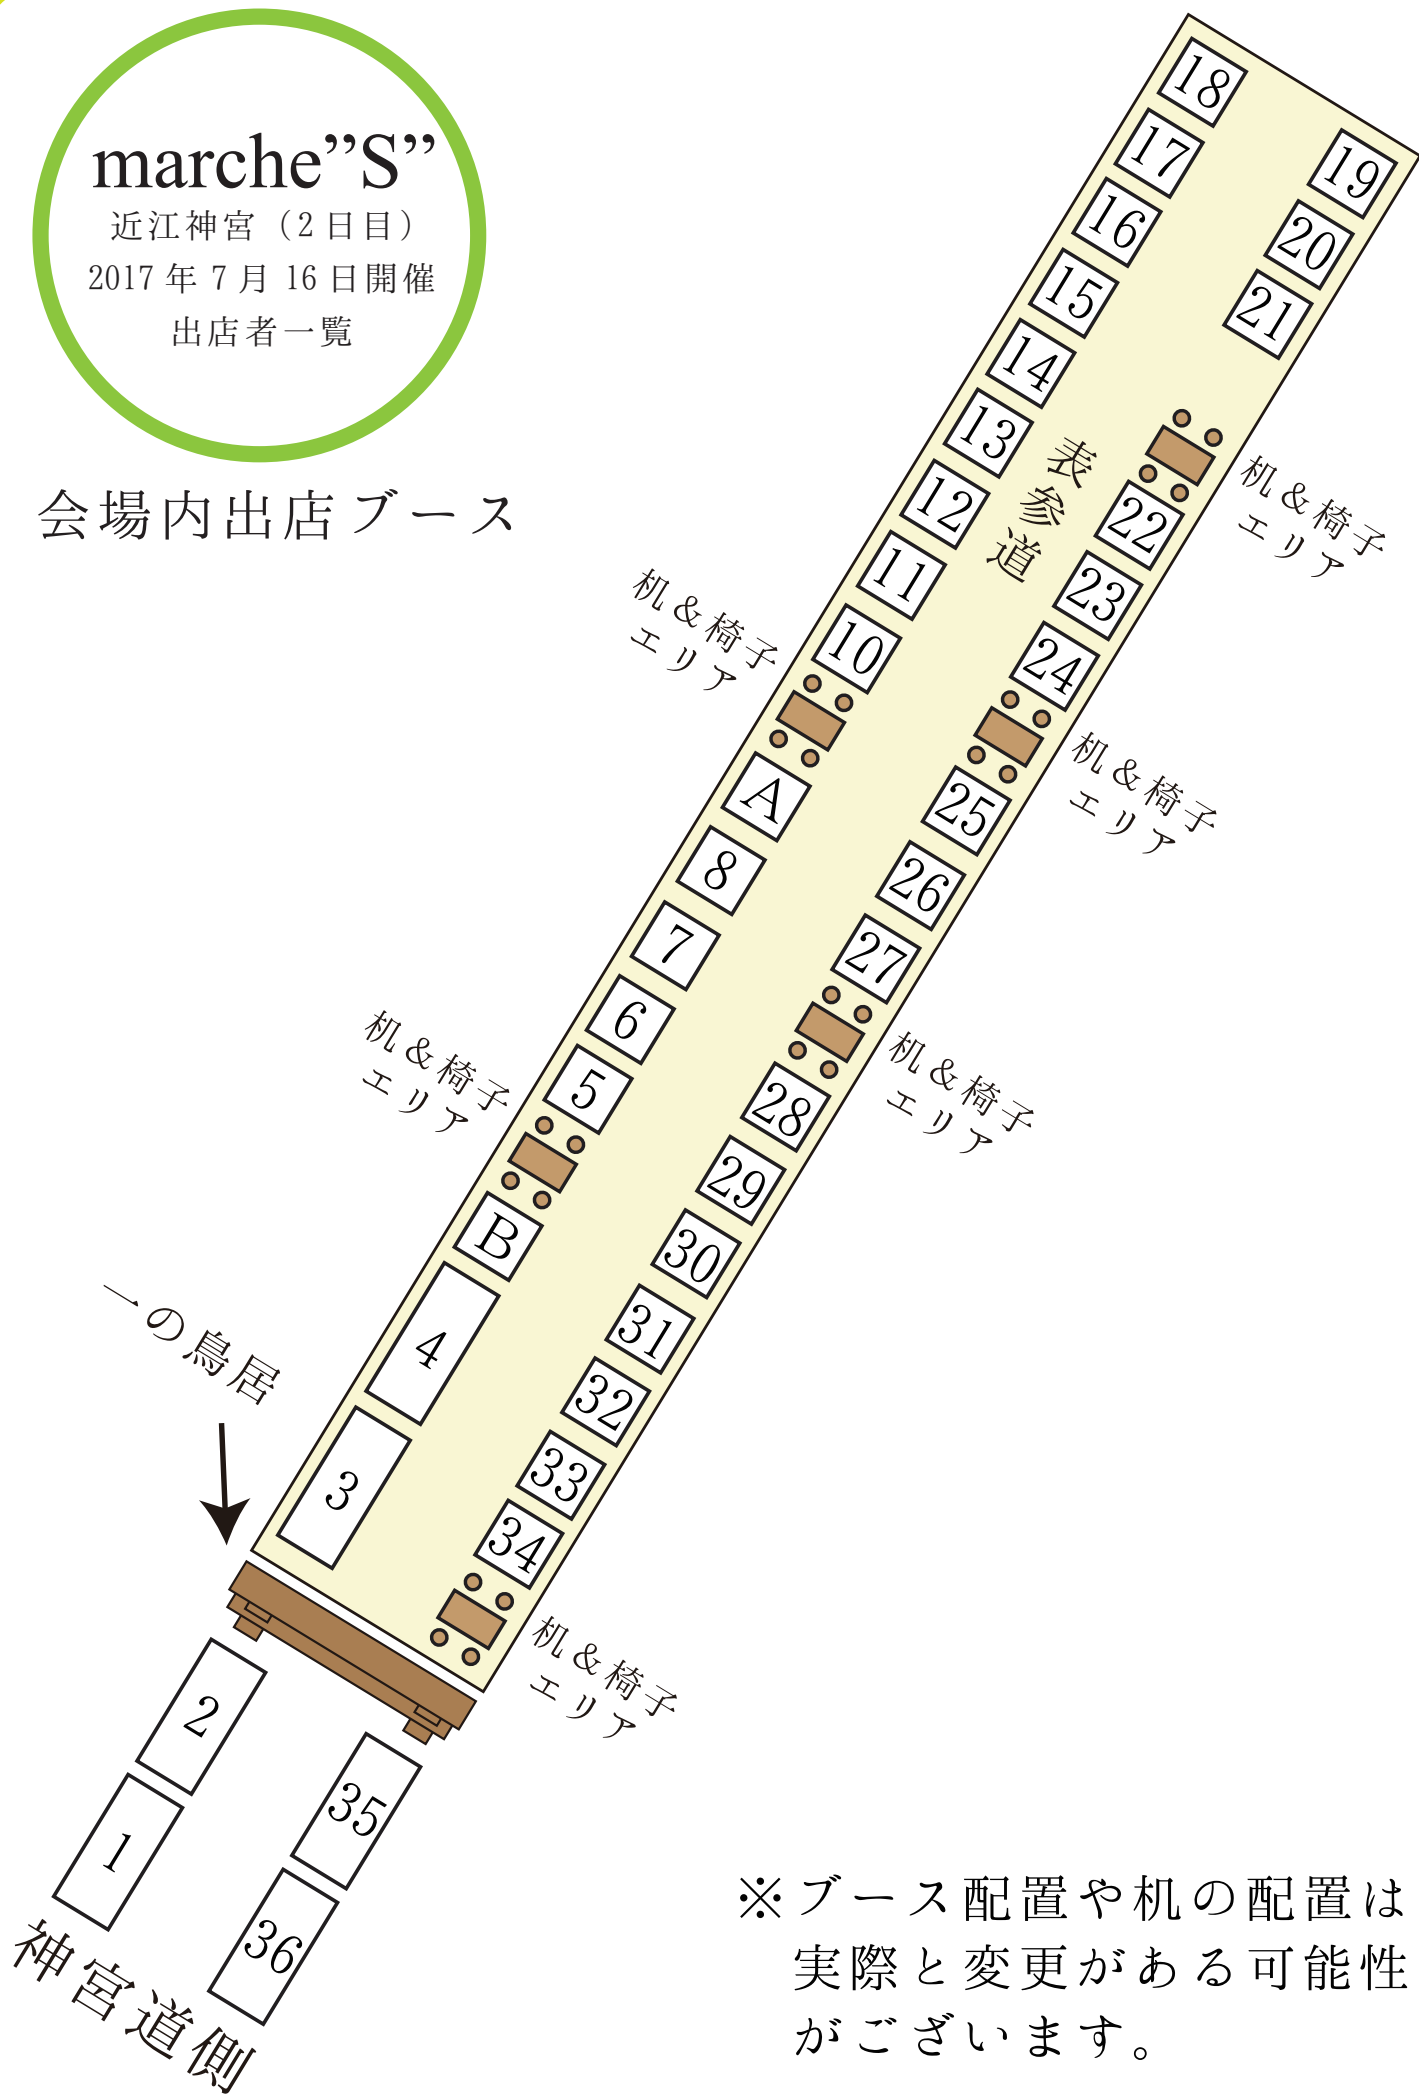 marche”S”
近江神宮（2日目）
2017年7月16日開催
出店者一覧
会場内出店ブース
18
17
16
15
14
13
12
11
10
A
8
7
6
5
B
4
3
2
1
19
20
21
22
23
24
25
26
27
28
29
30
31
32
33
34
35
36
表参道
机＆椅子
エリア
机＆椅子
エリア
机＆椅子
エリア
机＆椅子
エリア
机＆椅子
エリア
机＆椅子
エリア
一の鳥居
神宮道側
※ブース配置や机の配置は
実際と変更がある可能性
がございます。